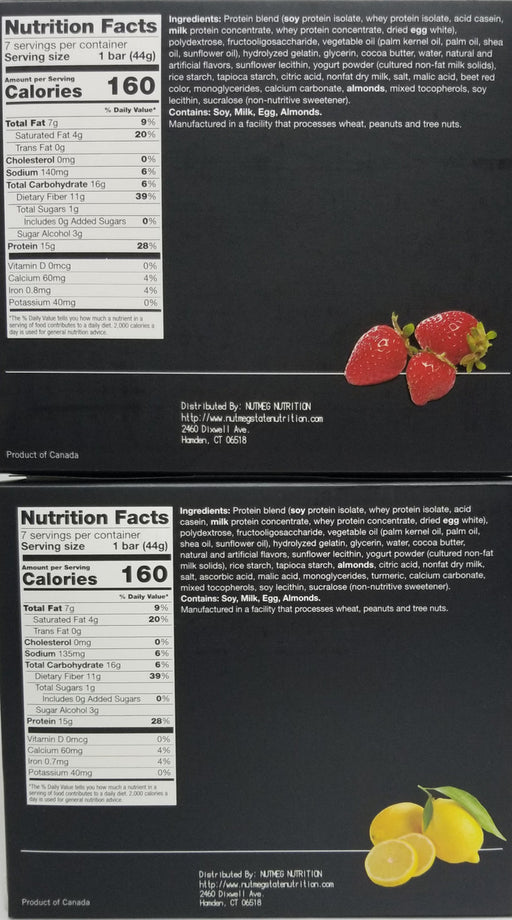 Nutrition Facts
7 servings per container
Serving size 1 bar (44g)
Amount per Serving
Calories 160
% Daily Value*
Total Fat 7g 9%
Saturated Fat 4g 20%
Trans Fat 0g
Cholesterol 0mg 0%
Sodium 140mg 6%
Total Carbohydrate 16g 6%
Dietary Fiber 11g 39%
Total Sugars 1g
Includes 0g Added Sugars 0%
Sugar Alcohol 3g
Protein 15g 28%
Vitamin D 0mcg 0%
Calcium 60mg 4%
Iron 0.8mg 4%
Potassium 40mg 0%
*The % Daily Value tells you how much a nutrient in a
serving of food contributes to a daily diet. 2,000 calories a
day is used for general nutrition advice.
Ingredients: Protein blend (soy protein isolate, whey protein isolate, acid casein,
milk protein concentrate, whey protein concentrate, dried egg white),
polydextrose, fructooligosaccharide, vegetable oil (palm kernel oil, palm oil, shea
oil, sunflower oil), hydrolyzed gelatin, glycerin, cocoa butter, water, natural and
artificial flavors, sunflower lecithin, yogurt powder (cultured non-fat milk solids),
rice starch, tapioca starch, citric acid, nonfat dry milk, salt, malic acid, beet red
color, monoglycerides, calcium carbonate, almonds, mixed tocopherols, soy
lecithin, sucralose (non-nutritive sweetener).
Contains: Soy, Milk, Egg, Almonds.
Manufactured in a facility that processes wheat, peanuts and tree nuts.
Distributed By: NUTMEG NUTRITION
http://www.nutmegstatenutrition.com
2460 Dixwell Ave.
Hamden, CT 06518
Product of Canada
Nutrition Facts
7 servings per container
Serving size 1 bar (44g)
Amount per Serving
Calories 160
% Daily Value*
Total Fat 7g 9%
Saturated Fat 4g 20%
Trans Fat 0g
Cholesterol 0mg 0%
Sodium 135mg 6%
Total Carbohydrate 16g 6%
Dietary Fiber 11g 39%
Total Sugars 1g
Includes 0g Added Sugars 0%
Sugar Alcohol 3g
Protein 15g 28%
Vitamin D 0mcg 0%
Calcium 60mg 4%
Iron 0.7mg 4%
Potassium 40mg 0%
*The % Daily Value tells you how much a nutrient in a
serving of food contributes to a daily diet. 2,000 calories a
day is used for general nutrition advice.
Ingredients: Protein blend (soy protein isolate, whey protein isolate, acid
casein, milk protein concentrate, whey protein concentrate, dried egg white),
polydextrose, fructooligosaccharide, vegetable oil (palm kernel oil, palm oil,
shea oil, sunflower oil), hydrolyzed gelatin, glycerin, water, cocoa butter,
natural and artificial flavors, sunflower lecithin, yogurt powder (cultured non-fat
milk solids), rice starch, tapioca starch, almonds, citric acid, nonfat dry milk,
salt, ascorbic acid, malic acid, monoglycerides, turmeric, calcium carbonate,
mixed tocopherols, soy lecithin, sucralose (non-nutritive sweetener).
Contains: Soy, Milk, Egg, Almonds.
Manufactured in a facility that processes wheat, peanuts and tree nuts.
Distributed By: NUTMEG NUTRITION
http://www.nutmegstatenutrition.com
2460 Dixwell Ave.
Hamden, CT 06518
Product of Canada